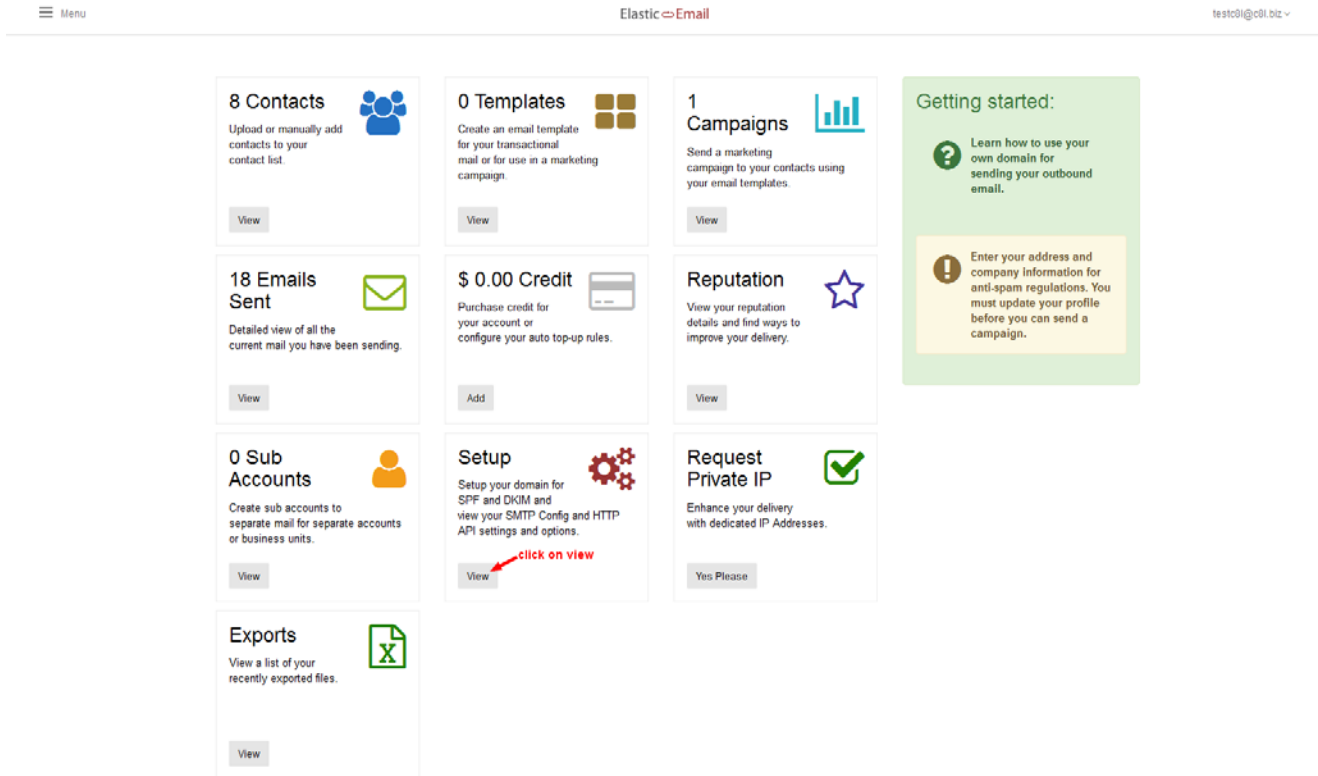 Menu
Elastic Email
testc8l@c8l.biz
8 Contacts
Upload or manually add
contacts to your
contact list.
View
0 Templates
Create an email template
for your transactional
mail or for use in a marketing
campaign.
View
1
Campaigns
Send a marketing
campaign to your contacts using
your email templates.
View
Getting started:
Learn how to use your
own domain for
sending your outbound
email.
Enter your address and
company information for
anti-spam regulations. You
must update your profile
before you can send a
campaign.
18 Emails
Sent
Detailed view of all the
current mail you have been sending.
View
$ 0.00 Credit
Purchase credit for
your account or
configure your auto top-up rules.
Add
Reputation
View your reputation
details and find ways to
improve your delivery.
View
0 Sub
Accounts
Create sub accounts to
separate mail for separate accounts
or business units.
View
Setup
Setup your domain for
SPF and DKIM and
view your SMTP Config and HTTP
API settings and options.
click on view
View
Request
Private IP
Enhance your delivery
with dedicated IP Addresses.
Yes Please
Exports
View a list of your
recently exported files.
View